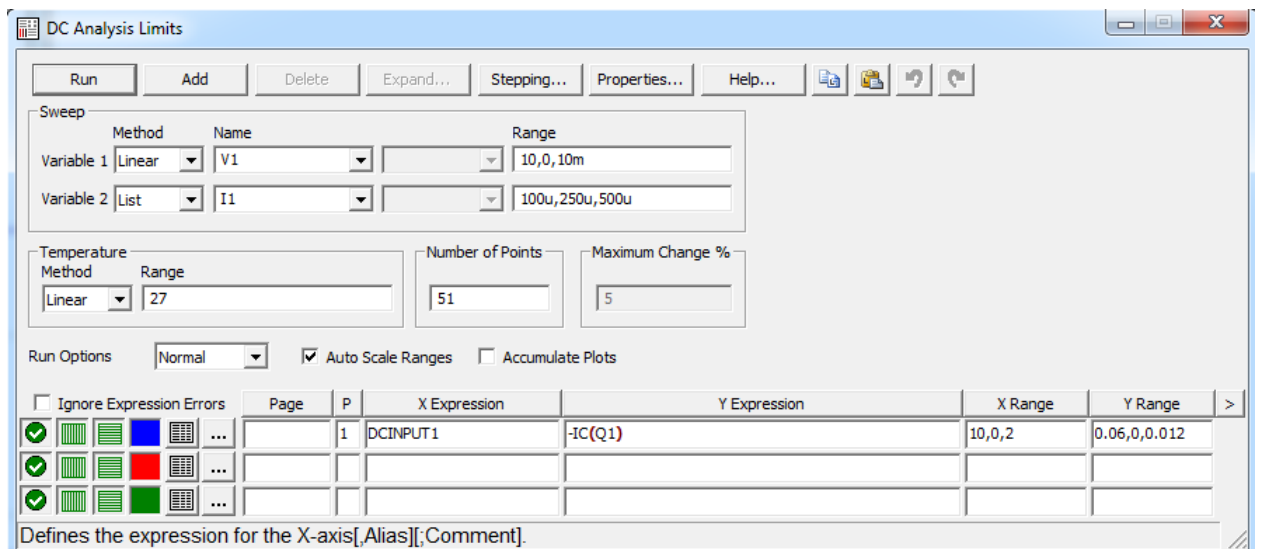 DC Analysis Limits
Run Add Delete Expand... Stepping... Properties... Help...
Sweep
Method Name Range
Variable 1 Linear V1 10,0,10m
Variable 2 List I1 100u,250u,500u
Temperature Number of Points Maximum Change %
Method Range
Linear 27 51 5
Run Options Normal Auto Scale Ranges Accumulate Plots
Ignore Expression Errors Page P X Expression Y Expression X Range Y Range >
... 1 DCINPUT1 -IC(Q1) 10,0,2 0.06,0,0.012
...
...
Defines the expression for the X-axis[,Alias][;Comment].